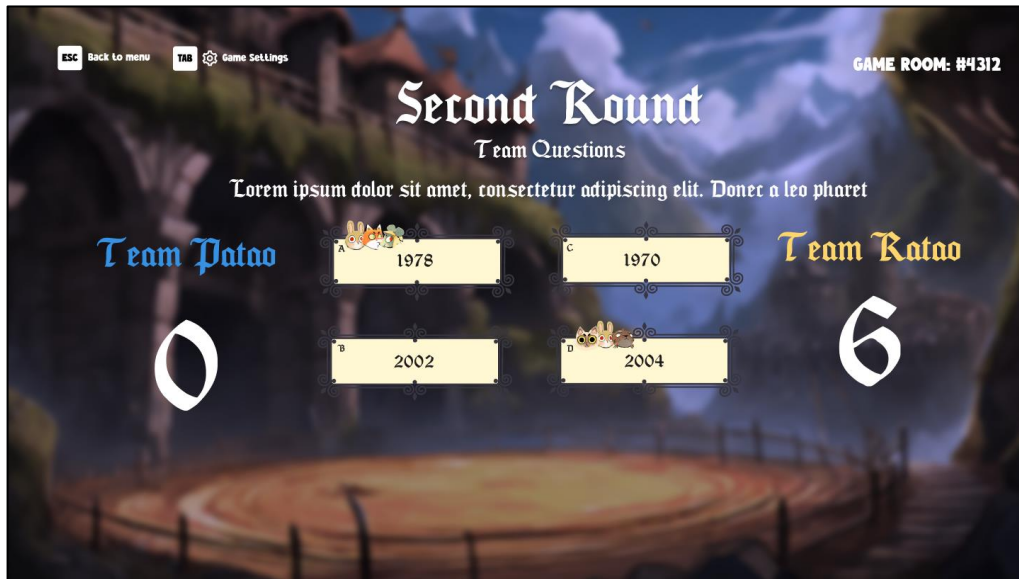 ESC Back to menu TAB Game Settings
GAME ROOM: #4312
Second Round
Team Questions
Lorem ipsum dolor sit amet, consectetur adipiscing elit. Donec a leo pharet
Team Patao
Team Ratao
A
1978
C
1970
0
6
B
2002
D
2004